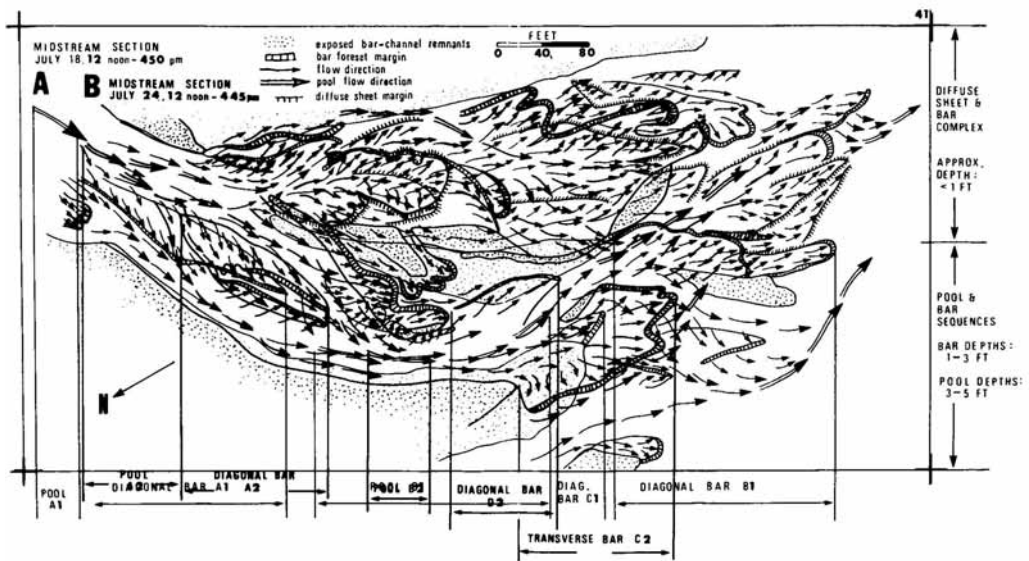 41
MIDSTREAM SECTION
JULY 18, 12 noon - 450 pm
A B MIDSTREAM SECTION
JULY 24, 12 noon - 445pm
exposed bar-channel remnants
bar foreset margin
flow direction
pool flow direction
diffuse sheet margin
FEET
0 40, 80
DIFFUSE
SHEET &
BAR
COMPLEX
APPROX.
DEPTH:
<1 FT
POOL &
BAR
SEQUENCES
BAR DEPTHS:
1-3 FT
POOL DEPTHS:
3-5 FT
N
POOL
A1
POOL
DIAGONAL BAR A1
DIAGONAL BAR
A2
POOL
DIAGONAL BAR
DIAG.
BAR C1
DIAGONAL BAR B1
TRANSVERSE BAR C2